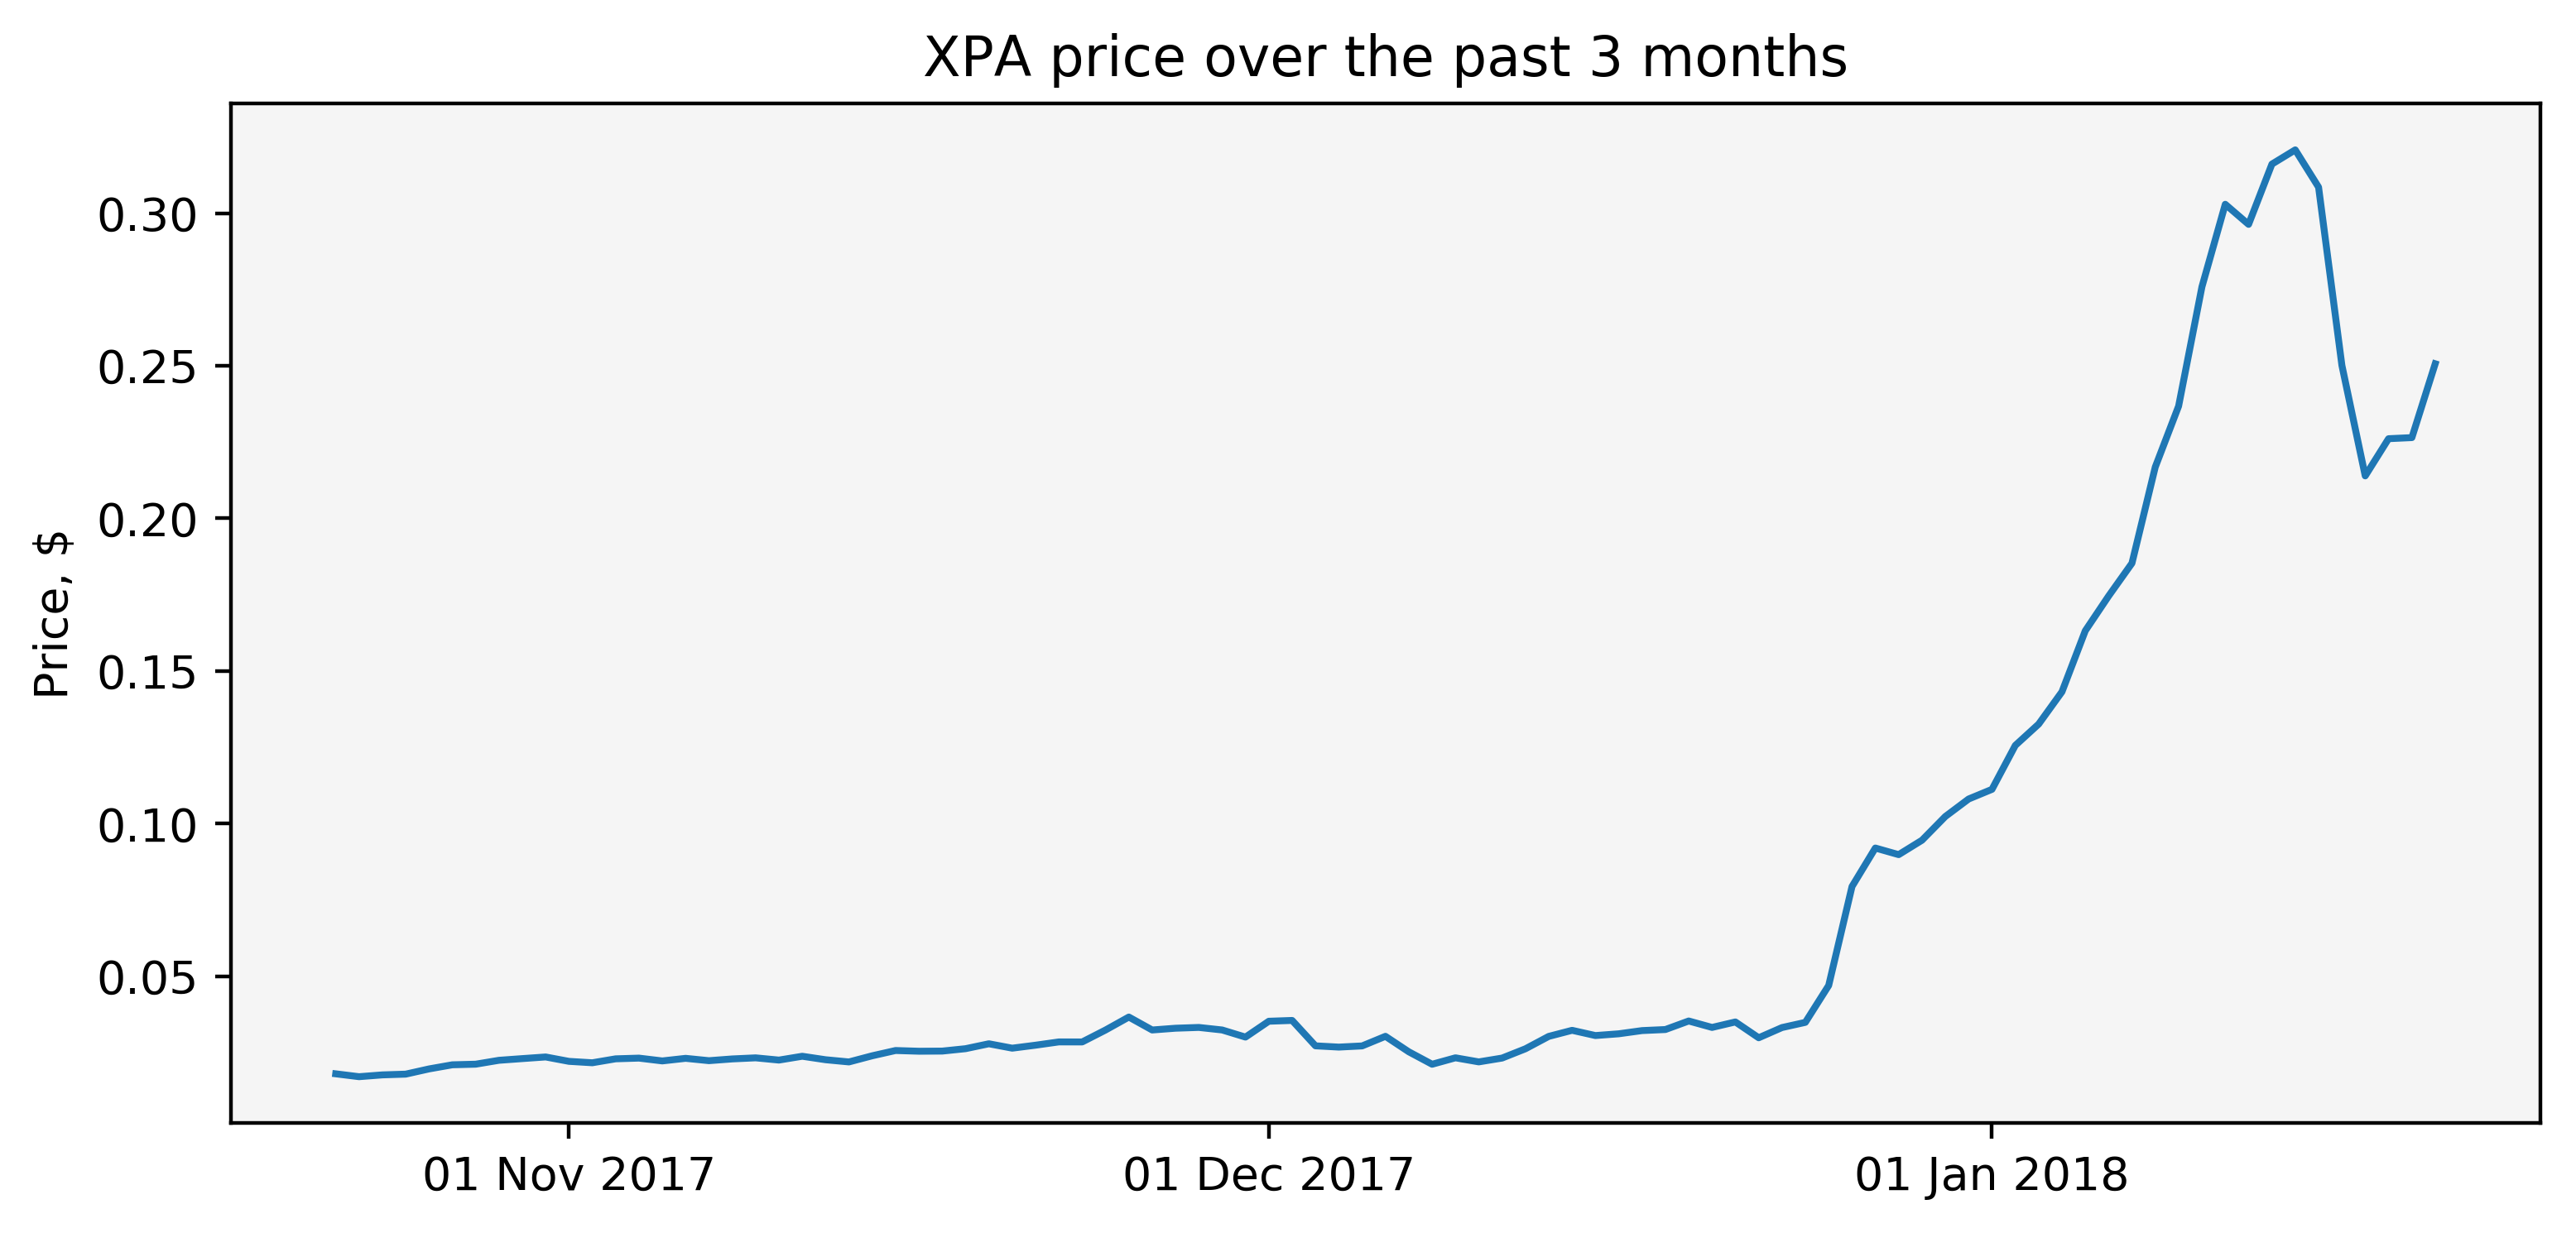 XPA price over the past 3 months
Price, $
0.30
0.25
0.20
0.15
0.10
0.05
01 Nov 2017
01 Dec 2017
01 Jan 2018